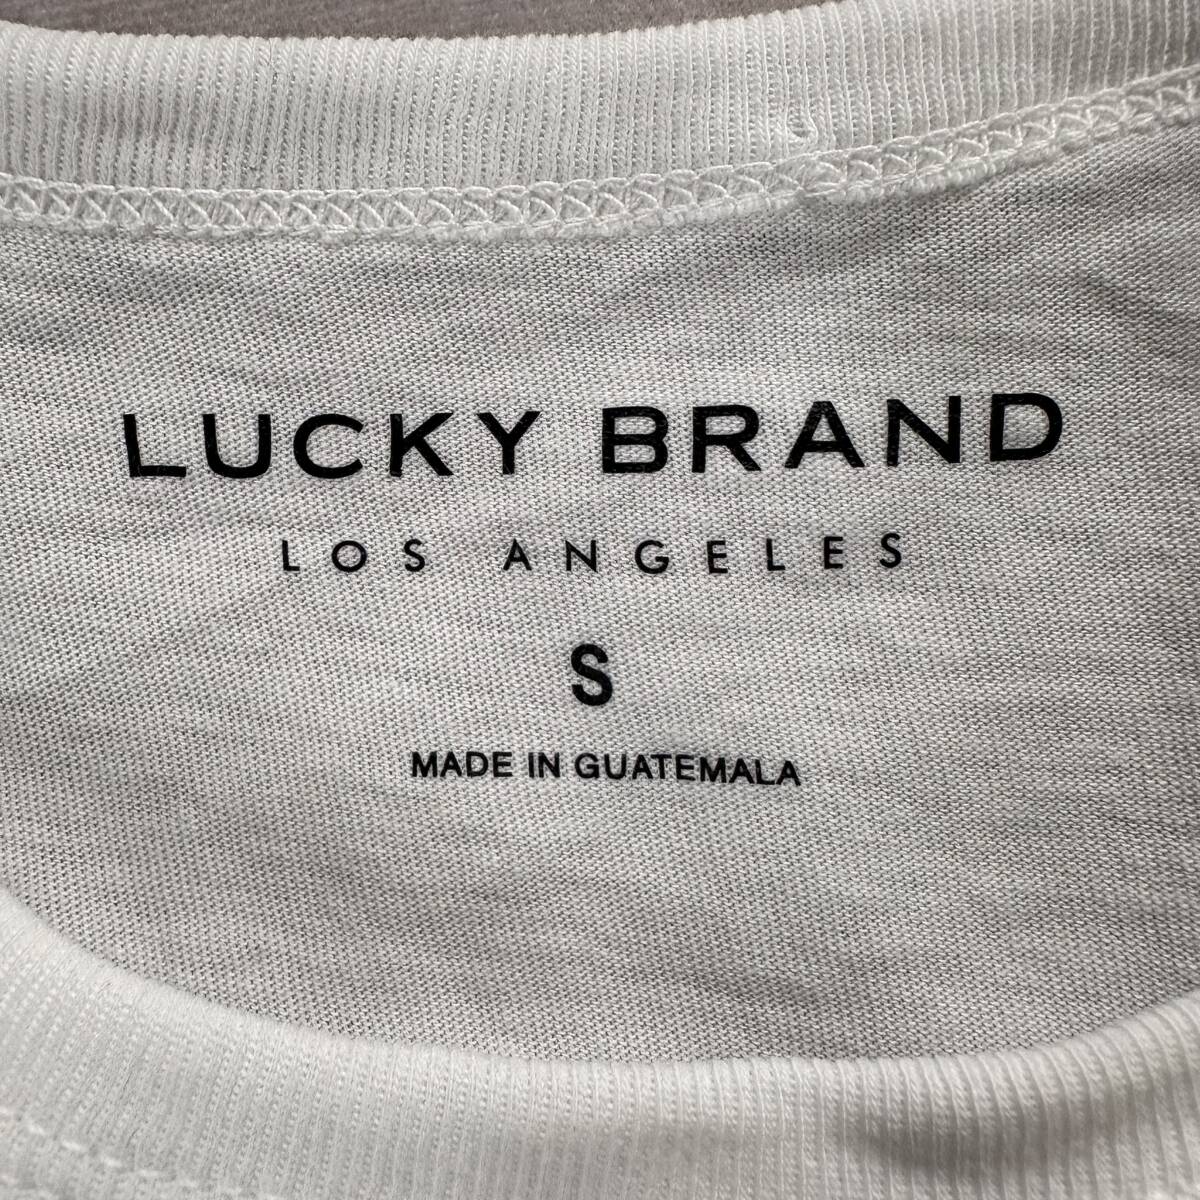 LUCKY BRAND
LOS ANGELES
S
MADE IN GUATEMALA